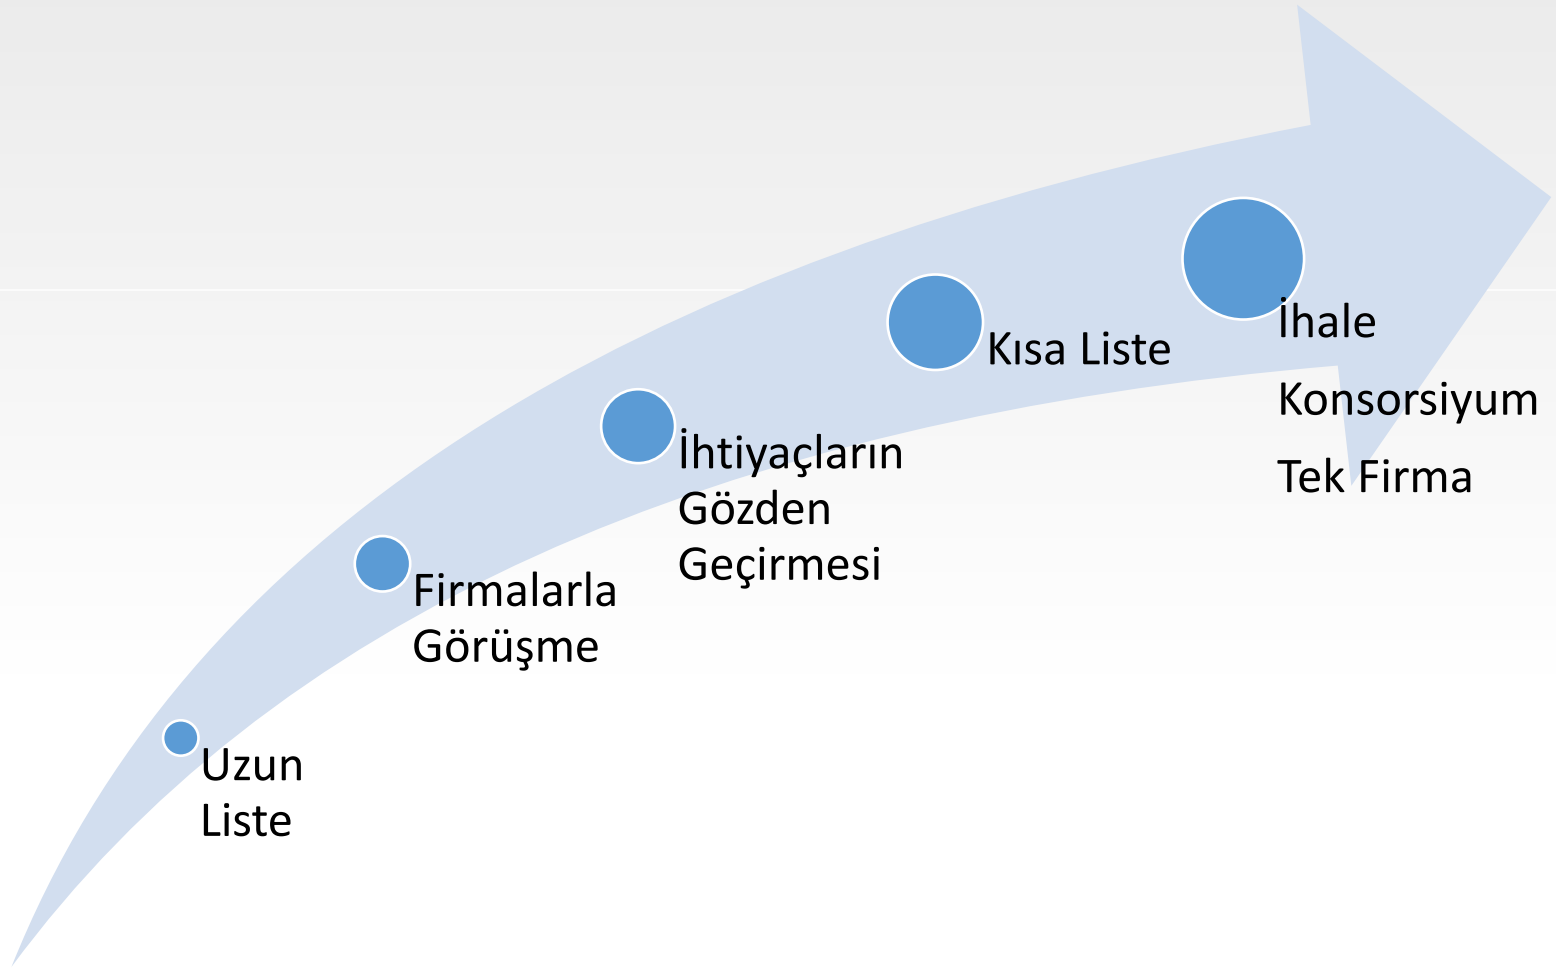 Uzun
Liste
Firmalarla
Görüşme
İhtiyaçların
Gözden
Geçirmesi
Kısa Liste
İhale
Konsorsiyum
Tek Firma